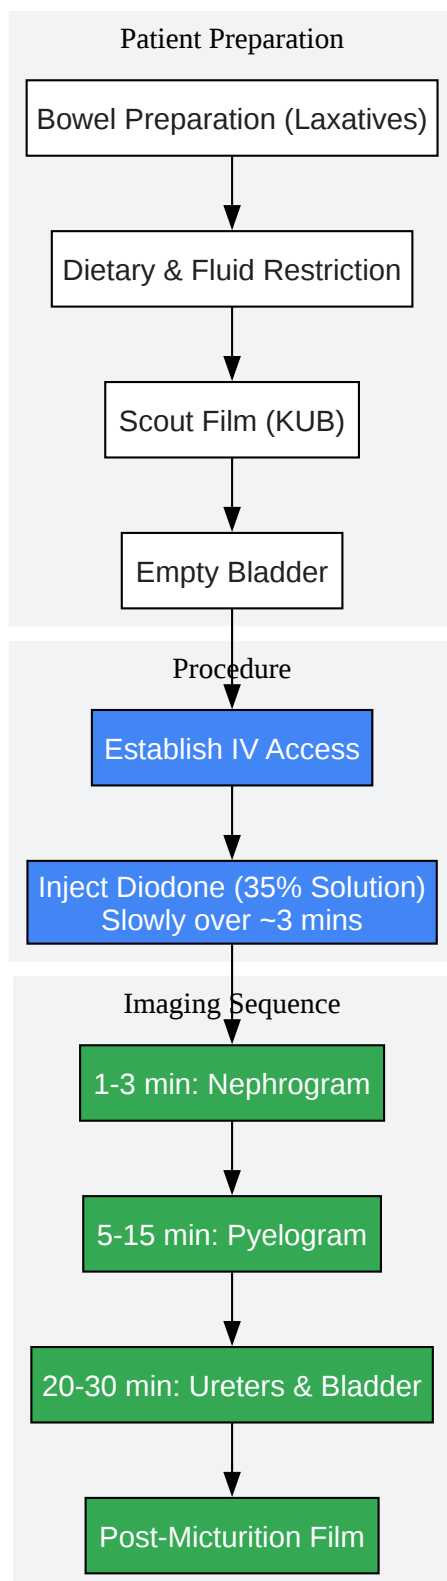 Patient Preparation
Bowel Preparation (Laxatives)
Dietary & Fluid Restriction
Scout Film (KUB)
Empty Bladder
Procedure
Establish IV Access
Inject Diodone (35% Solution)
Slowly over ~3 mins
Imaging Sequence
1-3 min: Nephrogram
5-15 min: Pyelogram
20-30 min: Ureters & Bladder
Post-Micturition Film